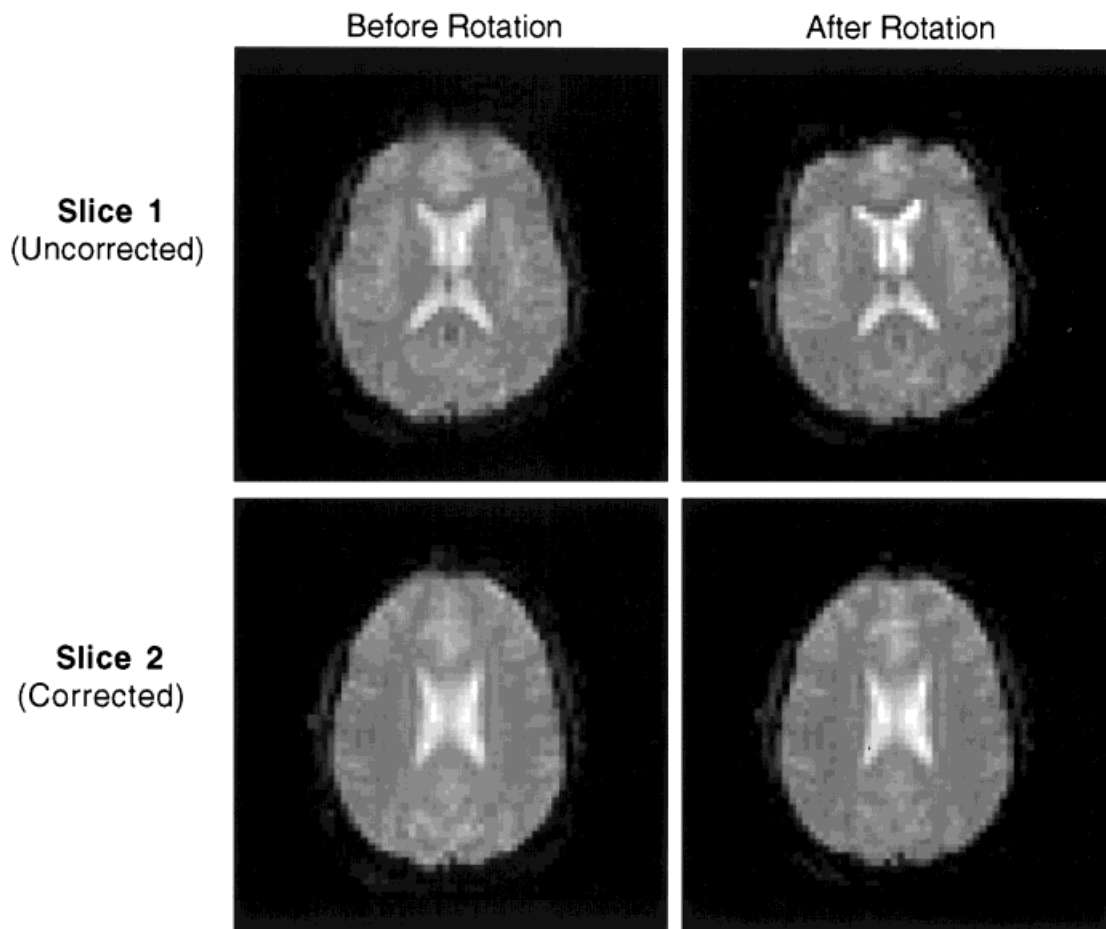 Before Rotation
After Rotation
Slice 1
(Uncorrected)
Slice 2
(Corrected)